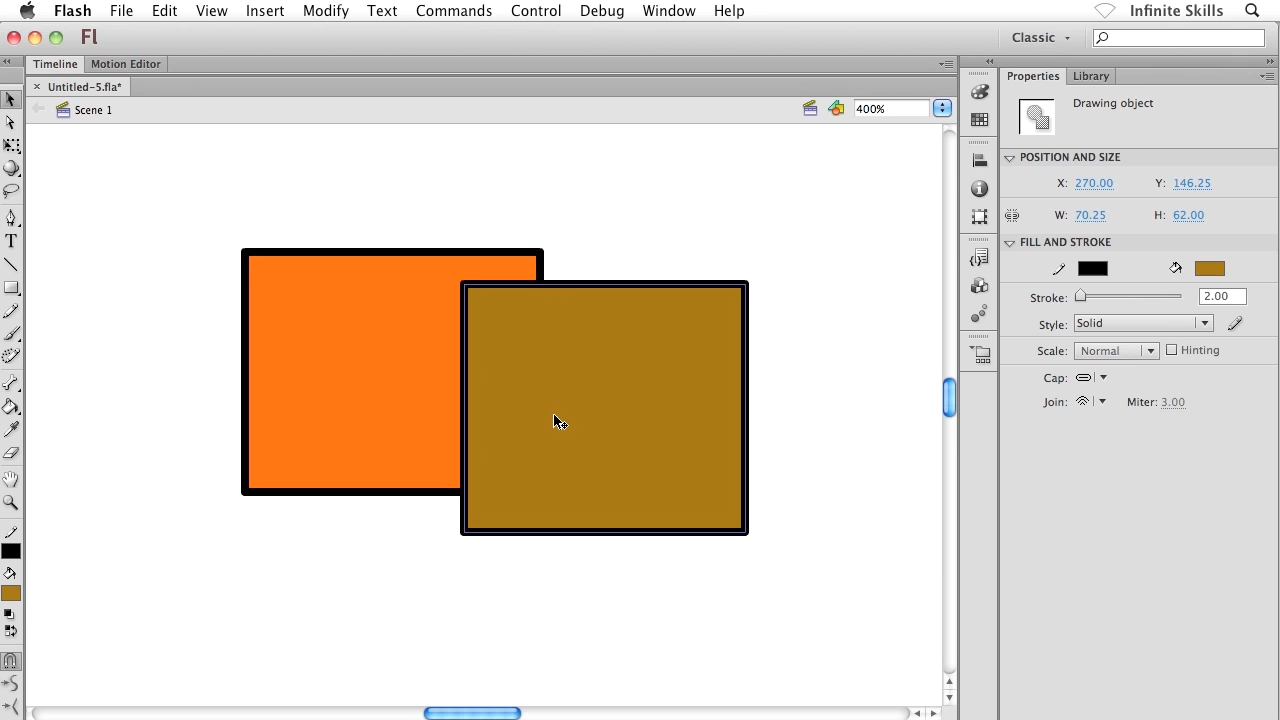 Flash File Edit View Insert Modify Text Commands Control Debug Window Help Infinite Skills
Fl Classic
Timeline Motion Editor
Untitled-5.fla*
Scene 1 400%
Properties Library
Drawing object
POSITION AND SIZE
X: 270.00 Y: 146.25
W: 70.25 H: 62.00
FILL AND STROKE
Stroke: 2.00
Style: Solid
Scale: Normal Hinting
Cap:
Join: Miter: 3.00
T